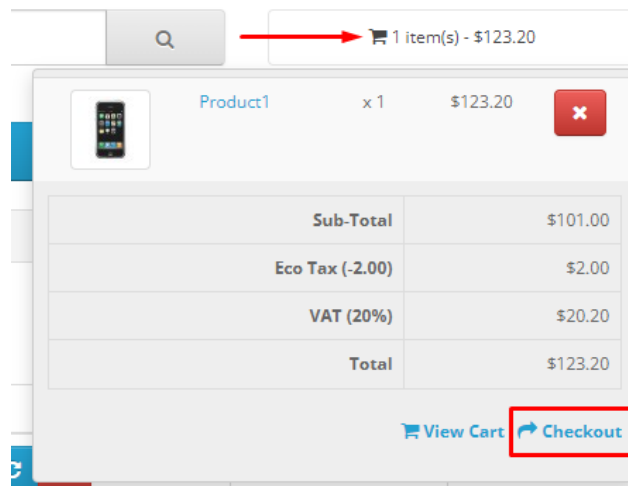 1 item(s) - $123.20
Product1 x 1 $123.20
Sub-Total $101.00
Eco Tax (-2.00) $2.00
VAT (20%) $20.20
Total $123.20
View Cart Checkout